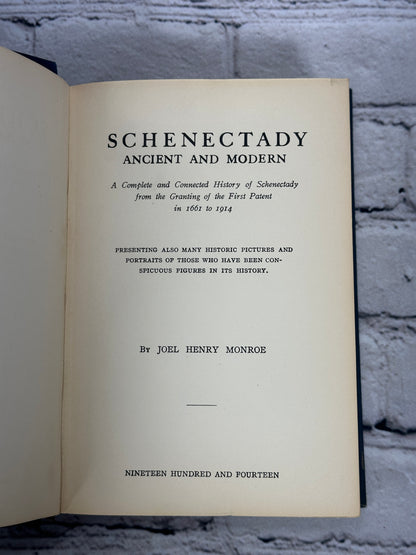 SCHENECTADY
ANCIENT AND MODERN
A Complete and Connected History of Schenectady
from the Granting of the First Patent
in 1661 to 1914
PRESENTING ALSO MANY HISTORIC PICTURES AND
PORTRAITS OF THOSE WHO HAVE BEEN CON-
SPICUOUS FIGURES IN ITS HISTORY.
By JOEL HENRY MONROE
NINETEEN HUNDRED AND FOURTEEN